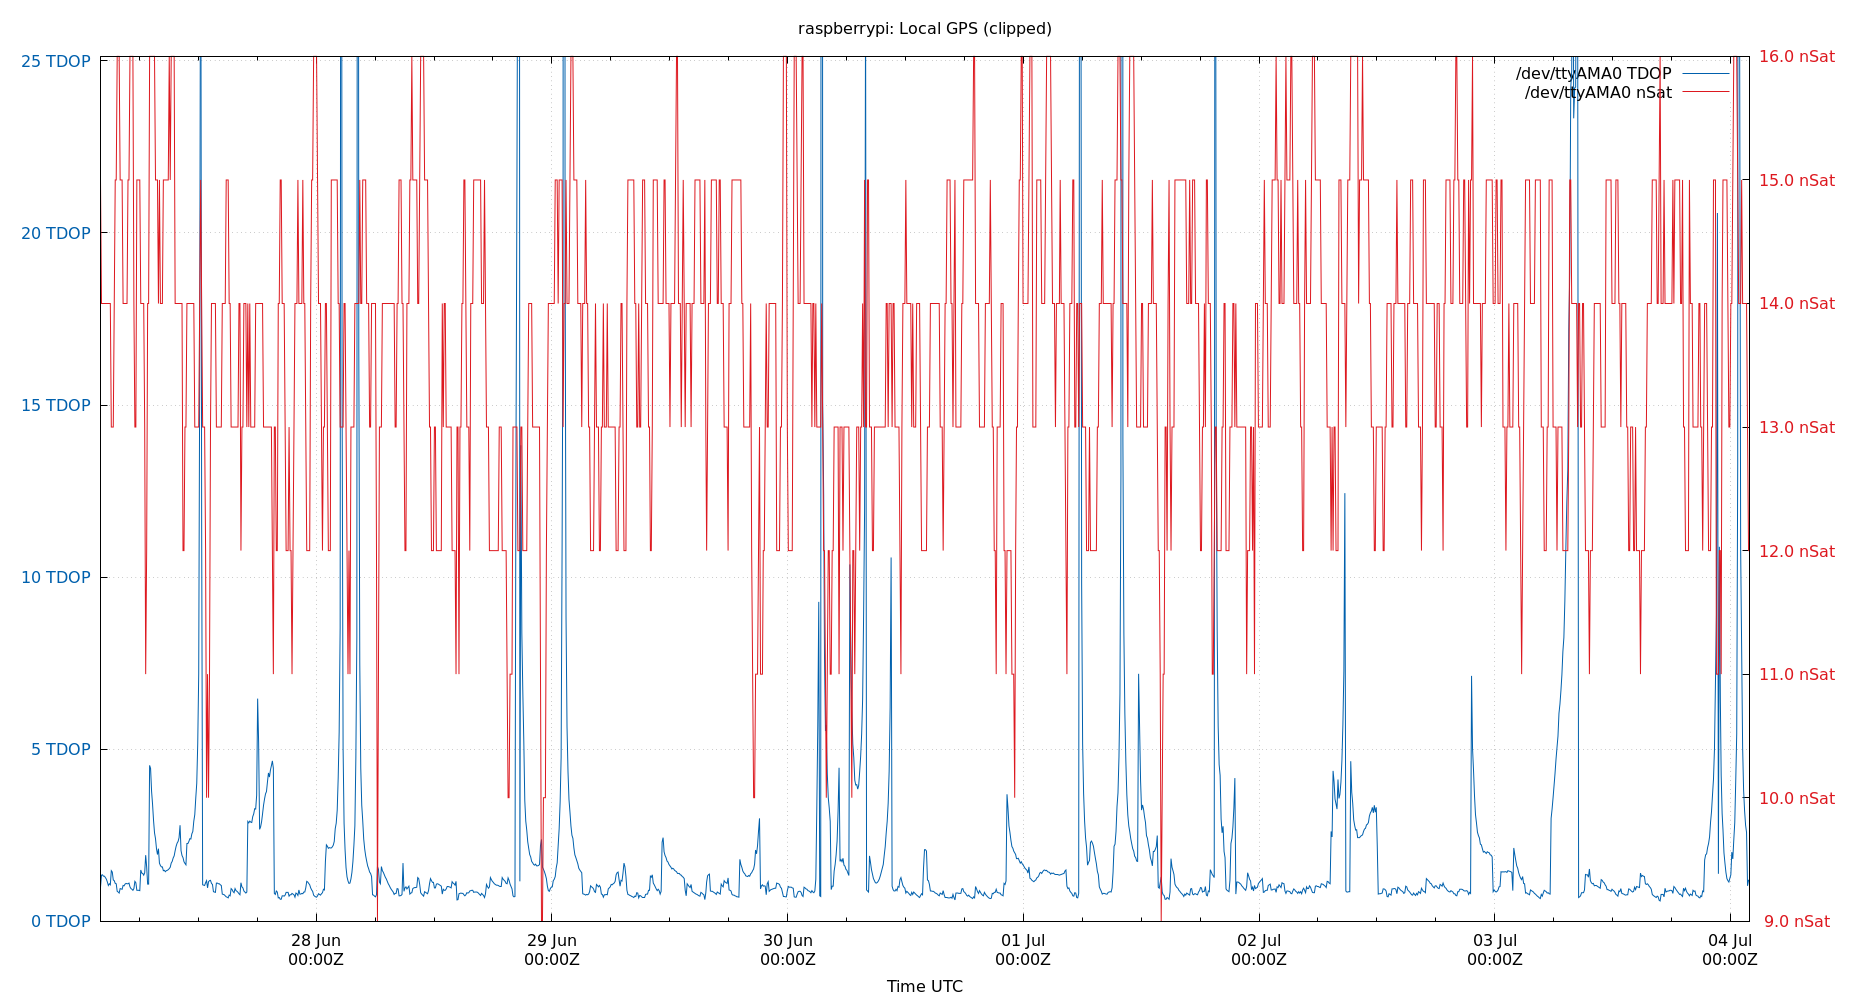 raspberrypi: Local GPS (clipped)
25 TDOP
20 TDOP
15 TDOP
10 TDOP
5 TDOP
0 TDOP
16.0 nSat
15.0 nSat
14.0 nSat
13.0 nSat
12.0 nSat
11.0 nSat
10.0 nSat
9.0 nSat
/dev/ttyAMA0 TDOP
/dev/ttyAMA0 nSat
28 Jun
00:00Z
29 Jun
00:00Z
30 Jun
00:00Z
01 Jul
00:00Z
02 Jul
00:00Z
03 Jul
00:00Z
04 Jul
00:00Z
Time UTC